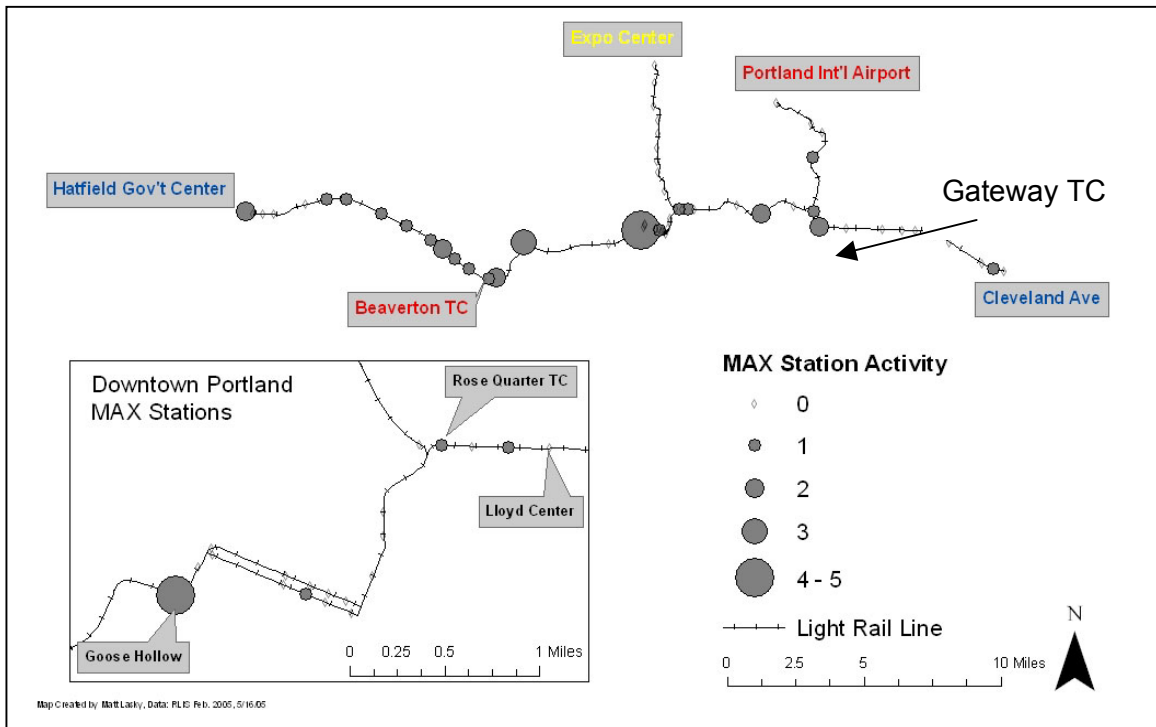 Expo Center
Portland Int'l Airport
Hatfield Gov't Center
Gateway TC
Beaverton TC
Cleveland Ave
Downtown Portland
MAX Stations
Rose Quarter TC
Lloyd Center
Goose Hollow
0 0.25 0.5 1 Miles
MAX Station Activity
0
1
2
3
4 - 5
Light Rail Line
N
0 2.5 5 10 Miles
Map Created by Matt Lasky, Data: RLIS Feb. 2005, 5/16/05